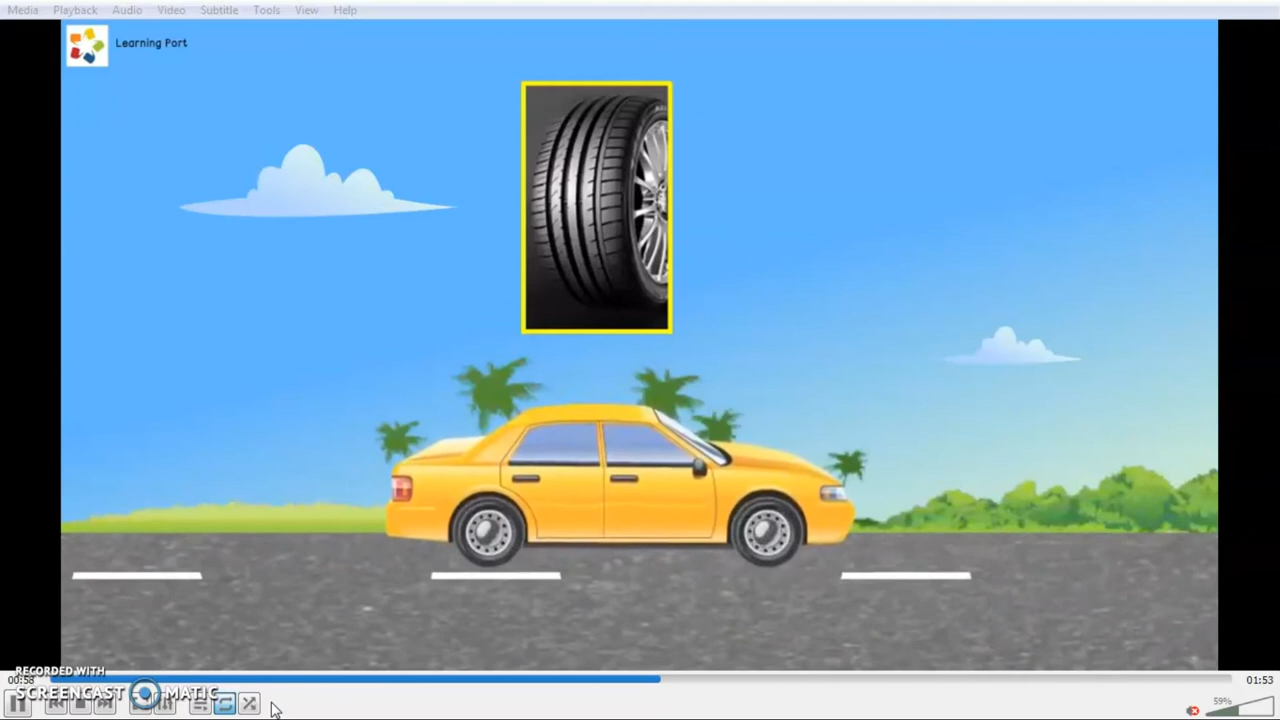 Media Playback Audio Video Subtitle Tools View Help
Learning Port
RECORDED WITH
00:58 01:53
SCREENCAST MATIC
59%